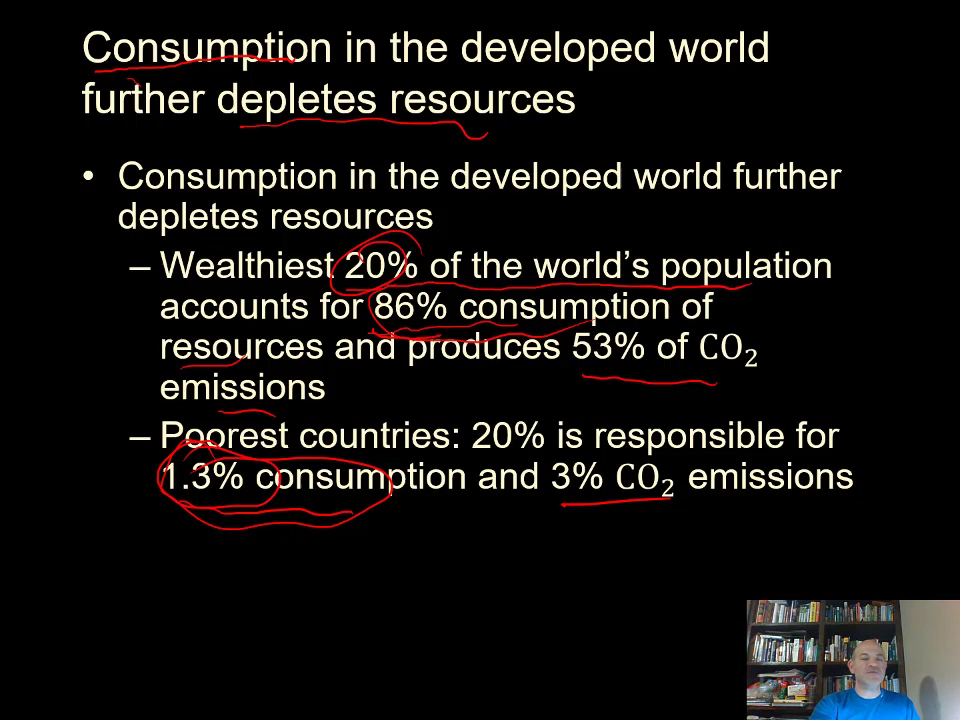 Consumption in the developed world
further depletes resources
• Consumption in the developed world further
depletes resources
– Wealthiest 20% of the world’s population
accounts for 86% consumption of
resources and produces 53% of CO₂
emissions
– Poorest countries: 20% is responsible for
1.3% consumption and 3% CO₂ emissions